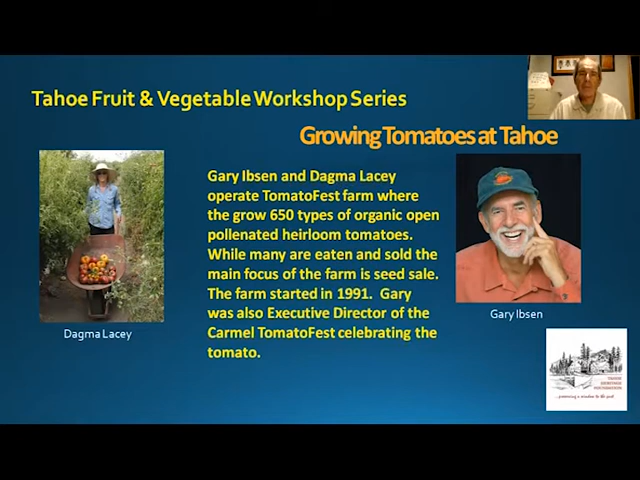 Tahoe Fruit & Vegetable Workshop Series
Growing Tomatoes at Tahoe
Gary Ibsen and Dagma Lacey
operate TomatoFest farm where
the grow 650 types of organic open
pollenated heirloom tomatoes.
While many are eaten and sold the
main focus of the farm is seed sale.
The farm started in 1991. Gary
was also Executive Director of the
Carmel TomatoFest celebrating the
tomato.
Dagma Lacey
Gary Ibsen
TAHOE
HERITAGE
FOUNDATION